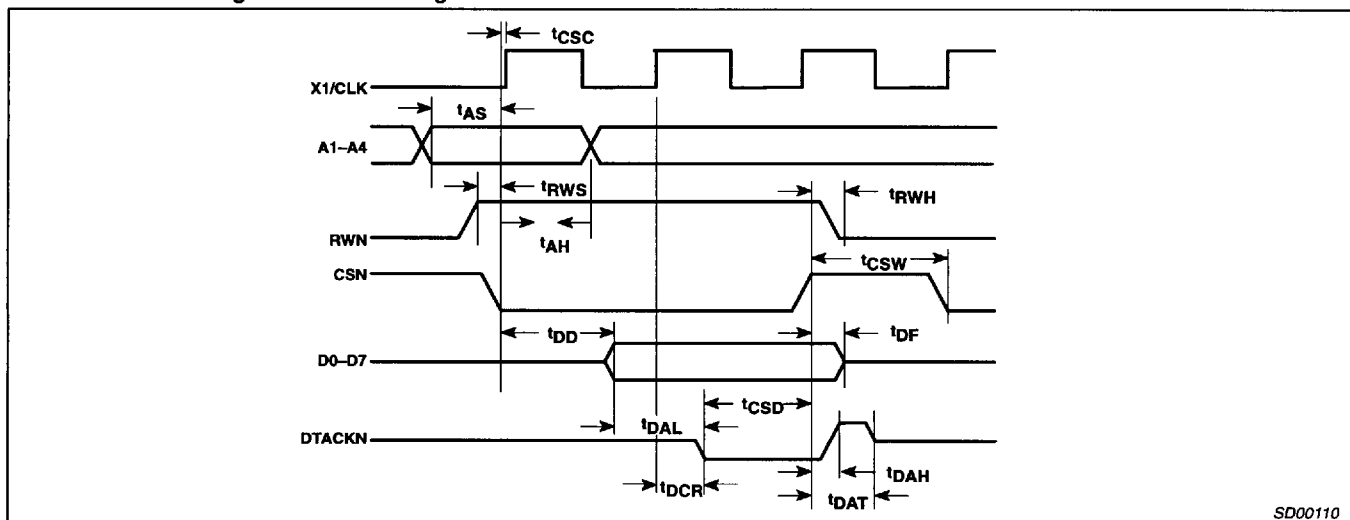 tCSC
X1/CLK
tAS
A1–A4
tRWS
tRWH
RWN
tAH
CSN
tCSW
tDD
tDF
D0–D7
tCSD
tDAL
DTACKN
tDAH
tDCR
tDAT
SD00110